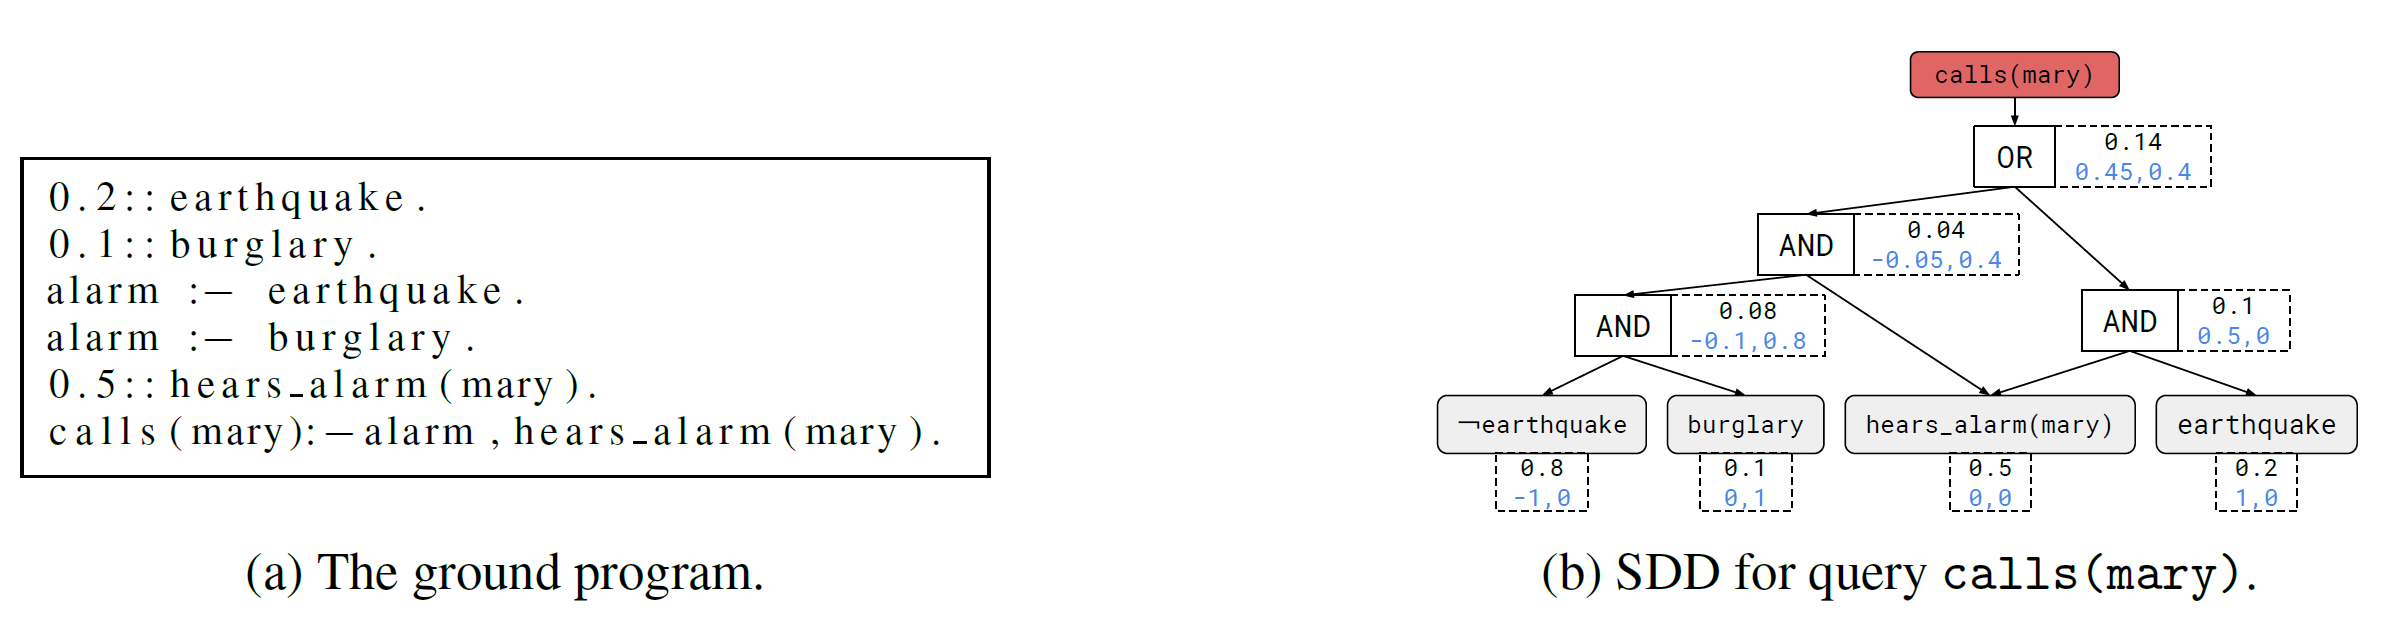 0.2::earthquake.
0.1::burglary.
alarm :– earthquake.
alarm :– burglary.
0.5::hears_alarm(mary).
calls(mary):–alarm,hears_alarm(mary).
(a) The ground program.
calls(mary)
OR
0.14
0.45,0.4
AND
0.04
-0.05,0.4
AND
0.08
-0.1,0.8
AND
0.1
0.5,0
¬earthquake
burglary
hears_alarm(mary)
earthquake
0.8
-1,0
0.1
0,1
0.5
0,0
0.2
1,0
(b) SDD for query calls(mary).